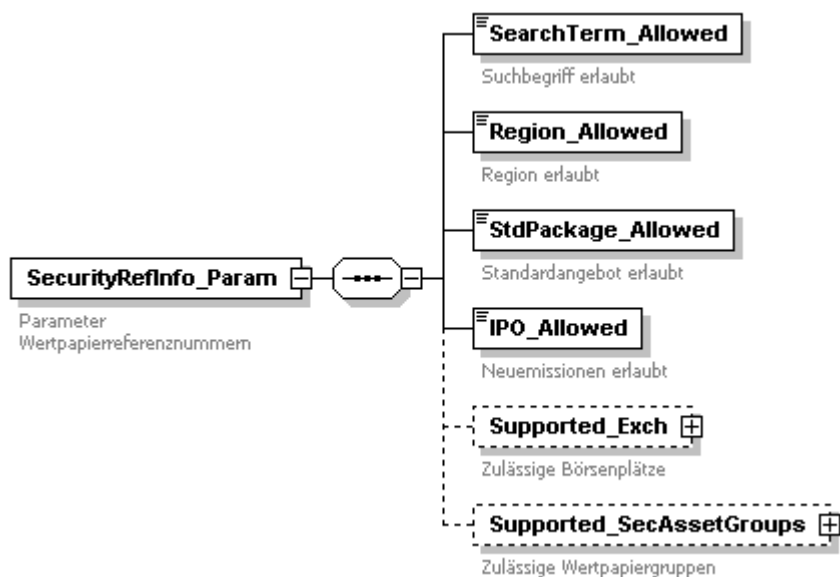 SearchTerm_Allowed
Suchbegriff erlaubt
Region_Allowed
Region erlaubt
StdPackage_Allowed
Standardangebot erlaubt
SecurityRefInfo_Param
Parameter
Wertpapierreferenznummern
IPO_Allowed
Neuemissionen erlaubt
Supported_Exch
Zulässige Börsenplätze
Supported_SecAssetGroups
Zulässige Wertpapiergruppen